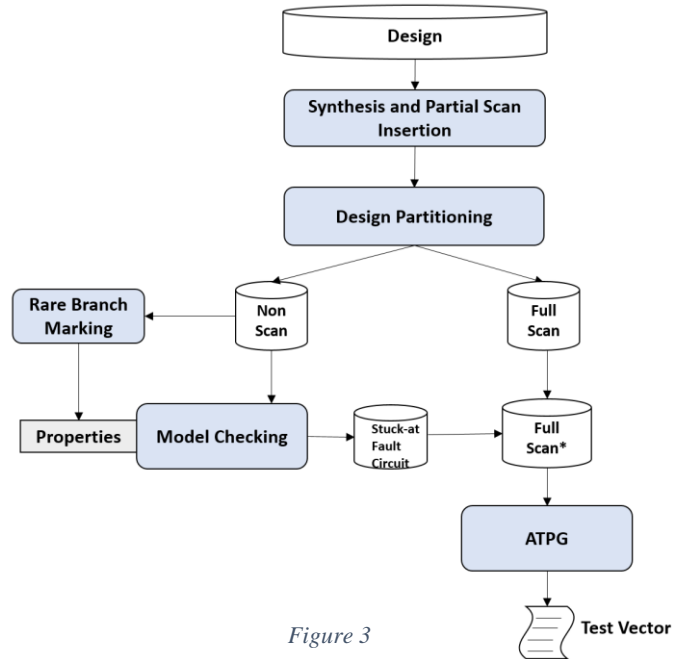 Design
Synthesis and Partial Scan
Insertion
Design Partitioning
Rare Branch
Marking
Non
Scan
Full
Scan
Properties
Model Checking
Stuck-at
Fault
Circuit
Full
Scan*
ATPG
Test Vector
Figure 3